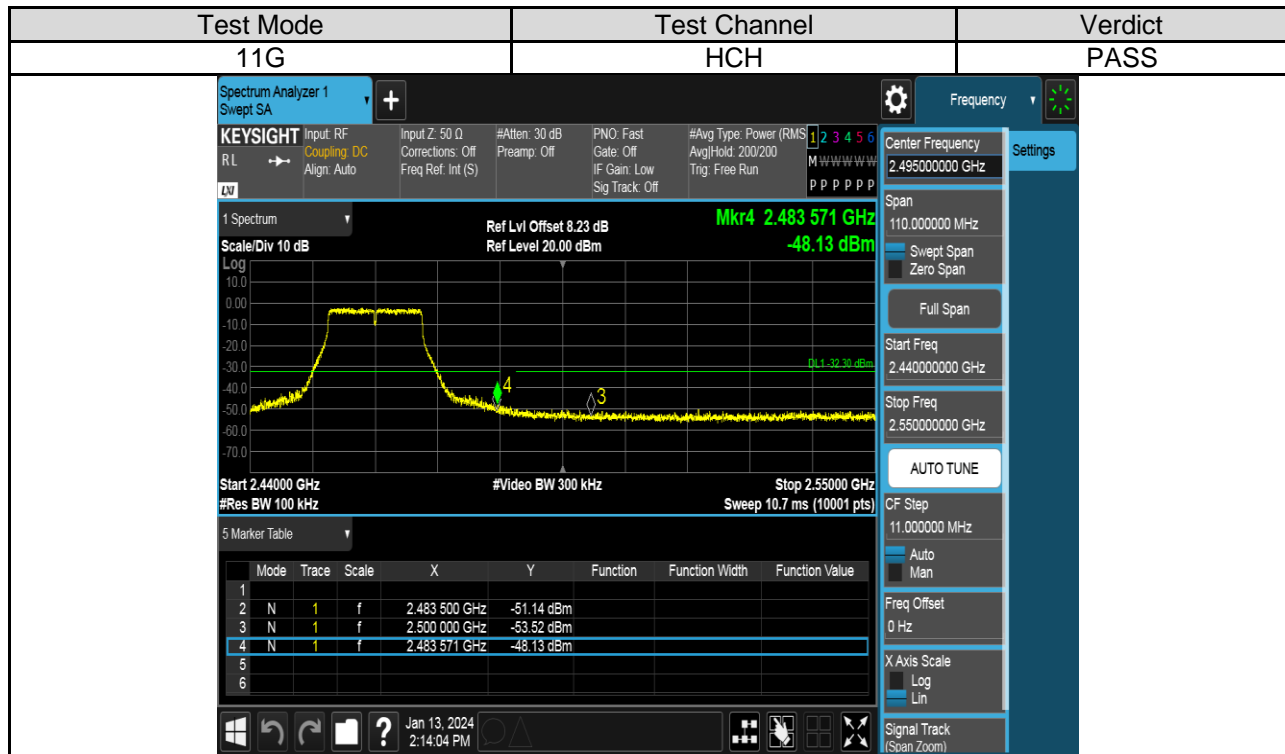 Test Mode Test Channel Verdict
11G HCH PASS
Spectrum Analyzer 1
Swept SA
+
Frequency
KEYSIGHT Input: RF Input Z: 50 Ω #Atten: 30 dB PNO: Fast #Avg Type: Power (RMS 1 2 3 4 5 6
RL Coupling: DC Corrections: Off Preamp: Off Gate: Off Avg|Hold: 200/200 M W W W W W
Align: Auto Freq Ref: Int (S) IF Gain: Low Trig: Free Run
LXI Sig Track: Off P P P P P P
1 Spectrum Ref Lvl Offset 8.23 dB Mkr4 2.483 571 GHz
Scale/Div 10 dB Ref Level 20.00 dBm -48.13 dBm
Log
10.0
0.00
-10.0
-20.0
-30.0 DL1 -32.30 dBm
-40.0
4
3
-50.0
-60.0
-70.0
Start 2.44000 GHz #Video BW 300 kHz Stop 2.55000 GHz
#Res BW 100 kHz Sweep 10.7 ms (10001 pts)
5 Marker Table
Mode Trace Scale X Y Function Function Width Function Value
1
2 N 1 f 2.483 500 GHz -51.14 dBm
3 N 1 f 2.500 000 GHz -53.52 dBm
4 N 1 f 2.483 571 GHz -48.13 dBm
5
6
Jan 13, 2024
2:14:04 PM
?
Center Frequency
2.495000000 GHz
Settings
Span
110.000000 MHz
Swept Span
Zero Span
Full Span
Start Freq
2.440000000 GHz
Stop Freq
2.550000000 GHz
AUTO TUNE
CF Step
11.000000 MHz
Auto
Man
Freq Offset
0 Hz
X Axis Scale
Log
Lin
Signal Track
(Span Zoom)